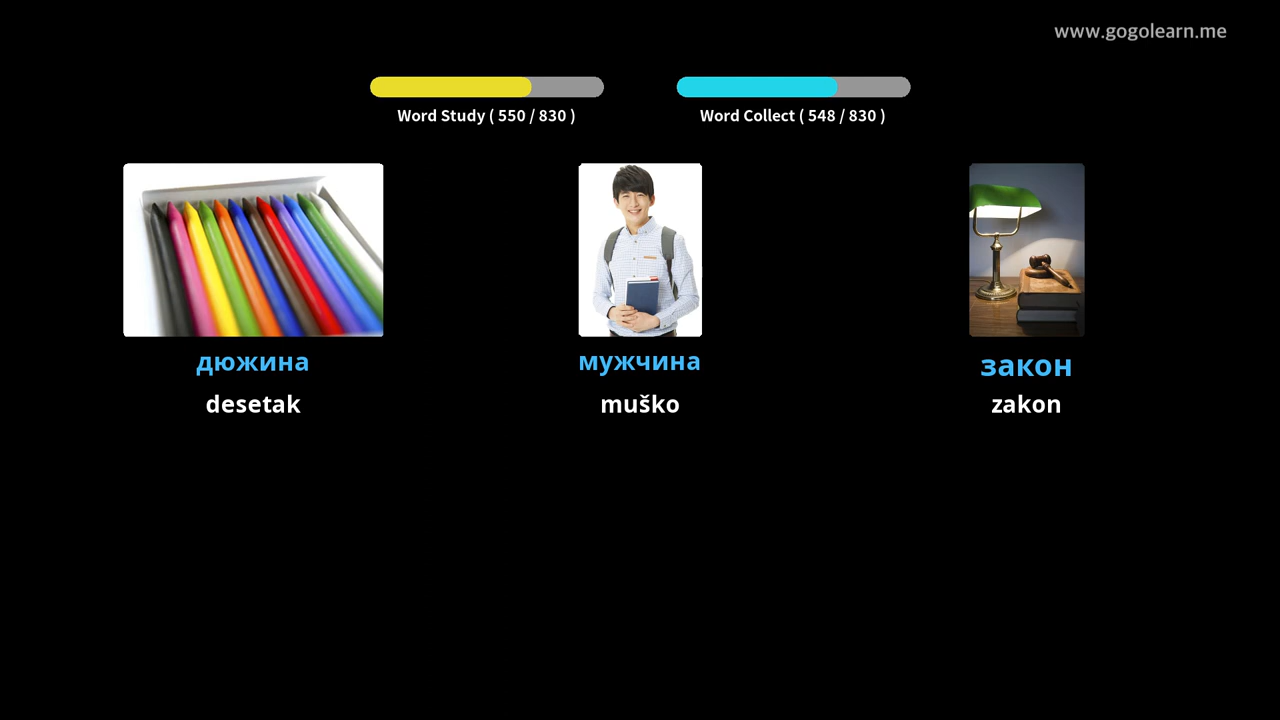 www.gogolearn.me
Word Study ( 550 / 830 )
Word Collect ( 548 / 830 )
дюжина
desetak
мужчина
muško
закон
zakon